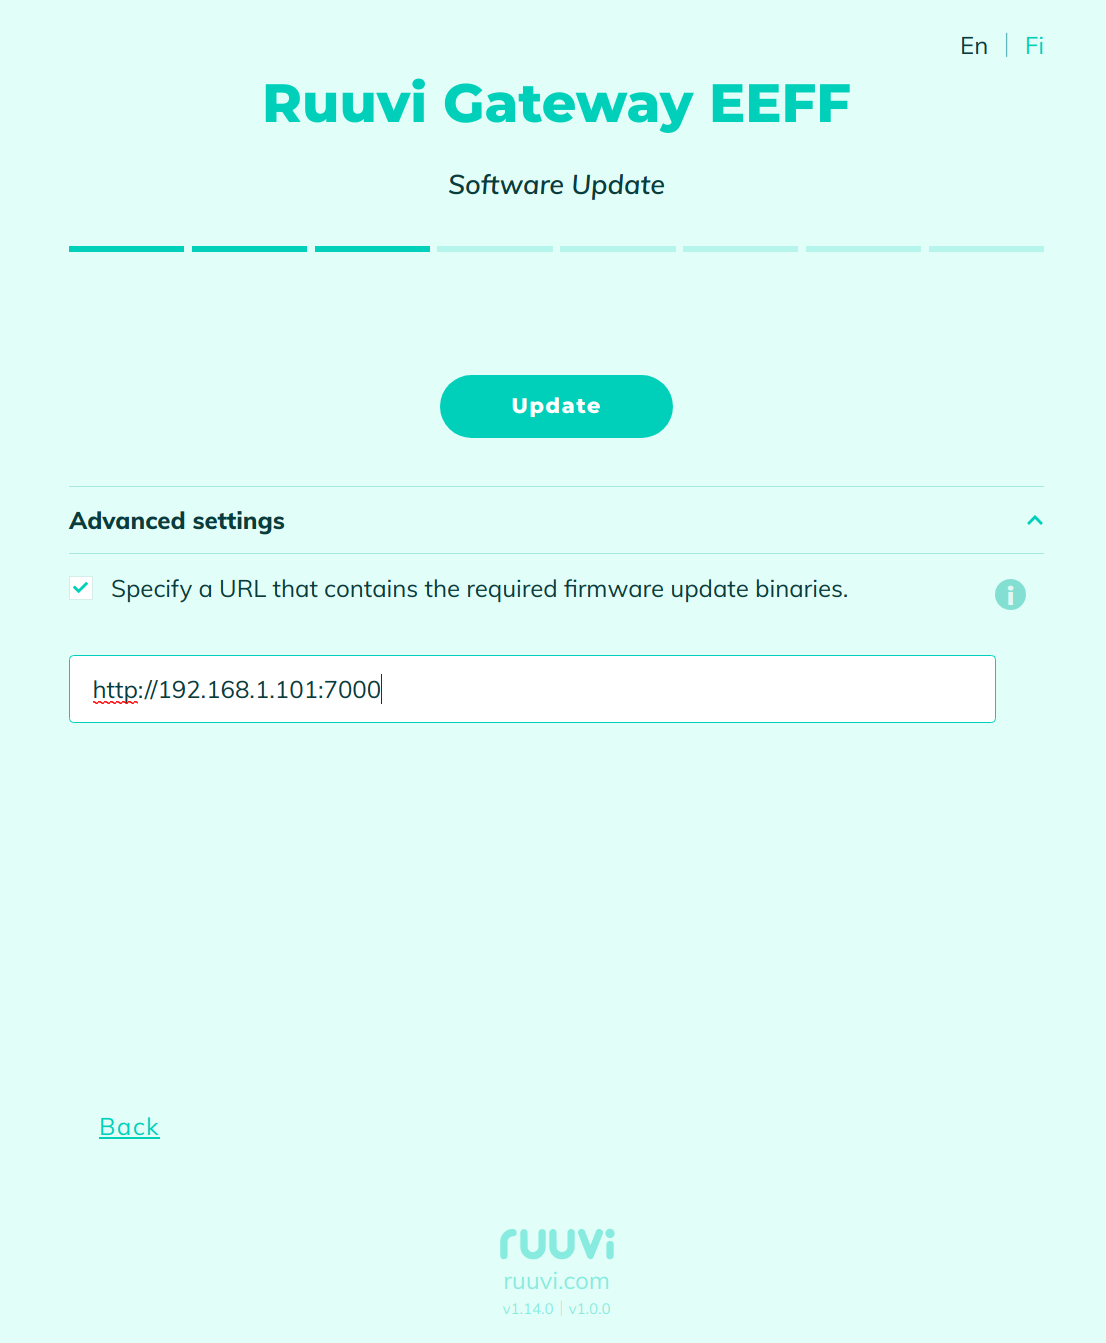 En | Fi
Ruuvi Gateway EEFF
Software Update
Update
Advanced settings
Specify a URL that contains the required firmware update binaries.
http://192.168.1.101:7000
Back
ruuvi
ruuvi.com
v1.14.0 | v1.0.0